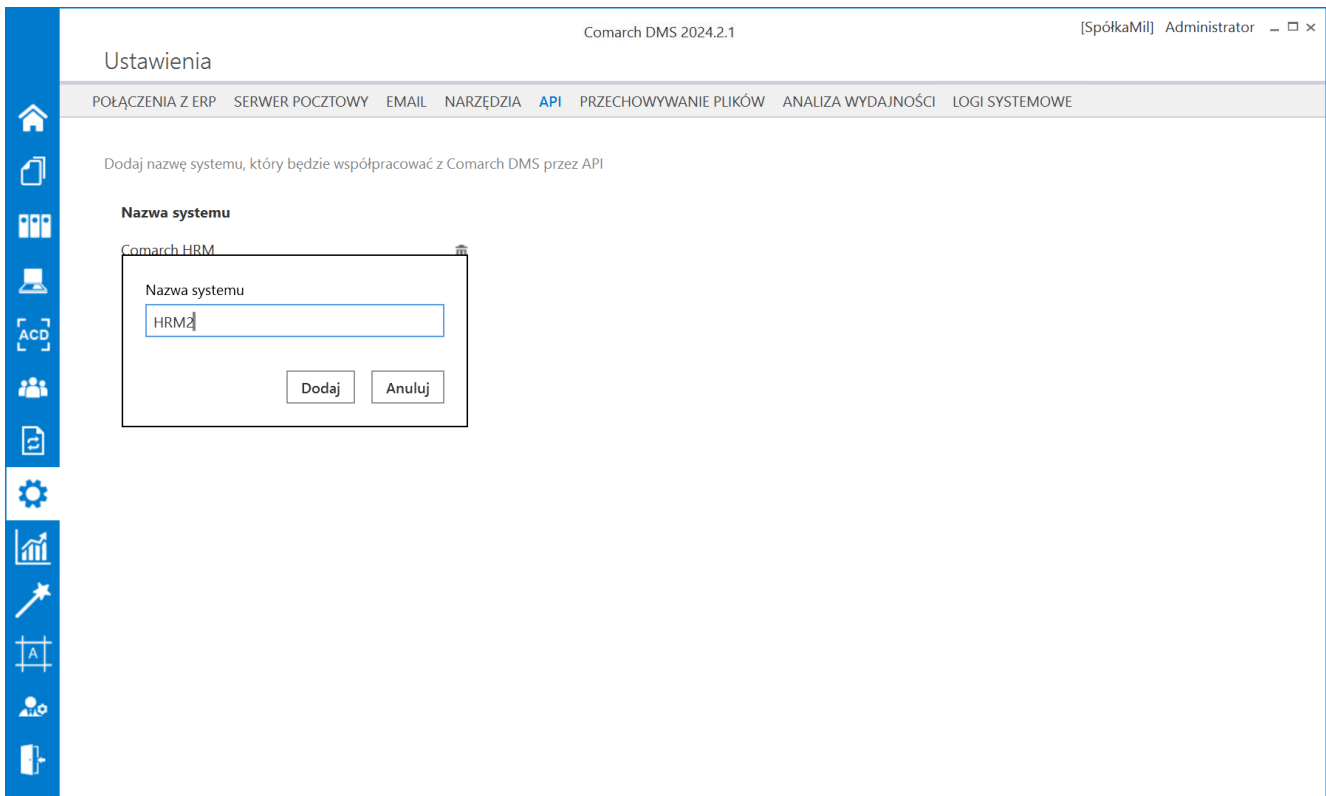 Comarch DMS 2024.2.1
[SpółkaMil] Administrator
Ustawienia
POŁĄCZENIA Z ERP SERWER POCZTOWY EMAIL NARZĘDZIA API PRZECHOWYWANIE PLIKÓW ANALIZA WYDAJNOŚCI LOGI SYSTEMOWE
Dodaj nazwę systemu, który będzie współpracować z Comarch DMS przez API
Nazwa systemu
Comarch HRM
Nazwa systemu
HRM2
Dodaj Anuluj
ACD
A